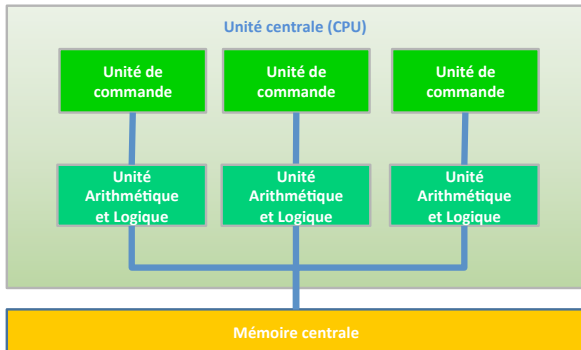 Unité centrale (CPU)
Unité de
commande
Unité de
commande
Unité de
commande
Unité
Arithmétique
et Logique
Unité
Arithmétique
et Logique
Unité
Arithmétique
et Logique
Mémoire centrale